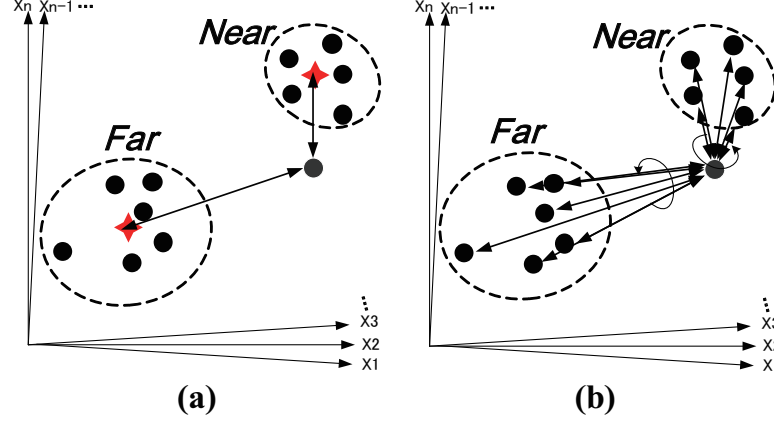 Xn Xn-1 ...
Near
Far
X3
X2
X1
(a)
Xn Xn-1 ...
Near
Far
X3
X2
X
(b)